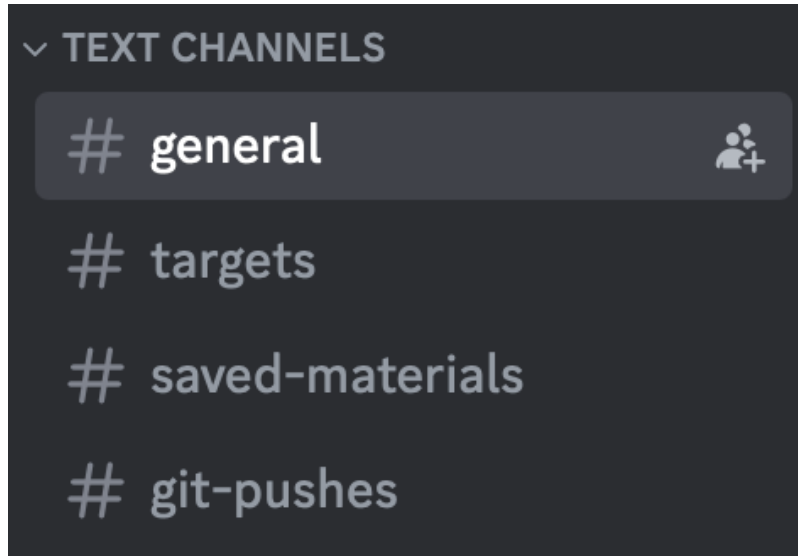 TEXT CHANNELS
# general
# targets
# saved-materials
# git-pushes